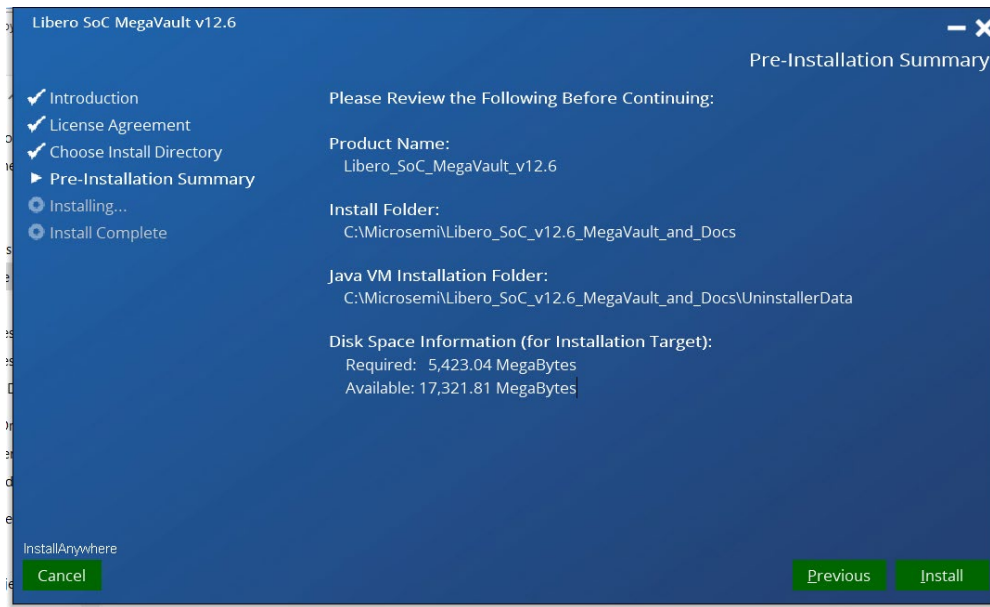 Libero SoC MegaVault v12.6
Pre-Installation Summary
Introduction
License Agreement
Choose Install Directory
Pre-Installation Summary
Installing...
Install Complete
Please Review the Following Before Continuing:
Product Name:
Libero_SoC_MegaVault_v12.6
Install Folder:
C:\Microsemi\Libero_SoC_v12.6_MegaVault_and_Docs
Java VM Installation Folder:
C:\Microsemi\Libero_SoC_v12.6_MegaVault_and_Docs\UninstallerData
Disk Space Information (for Installation Target):
Required: 5,423.04 MegaBytes
Available: 17,321.81 MegaBytes
InstallAnywhere
Cancel
Previous
Install